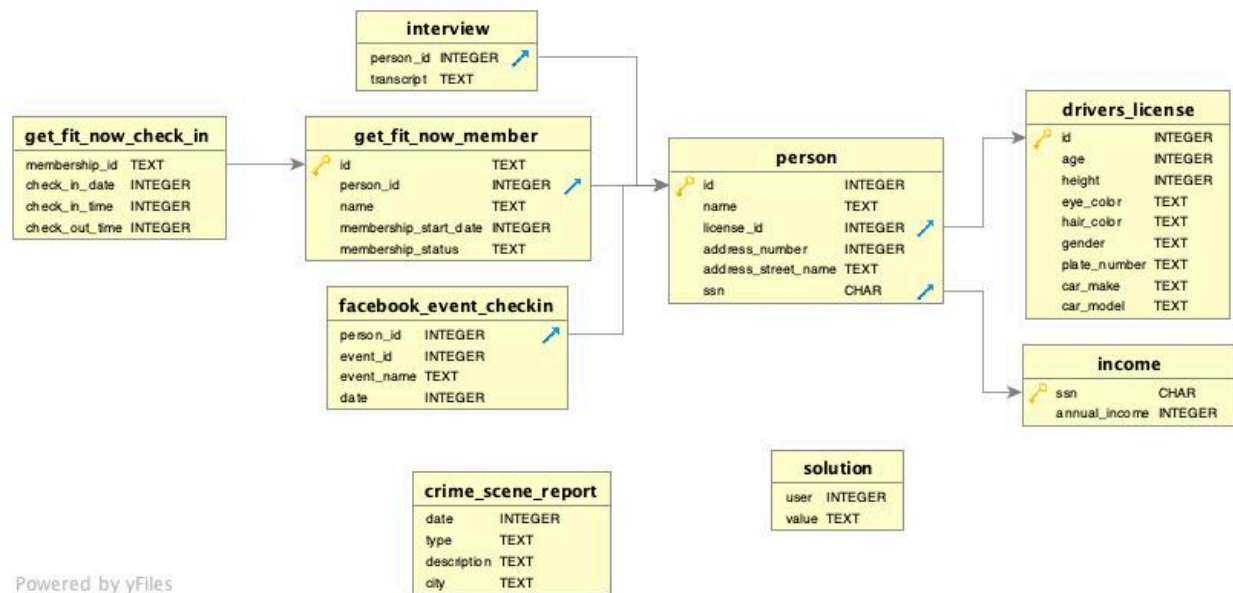 interview
person_id INTEGER
transcript TEXT
get_fit_now_check_in
membership_id TEXT
check_in_date INTEGER
check_in_time INTEGER
check_out_time INTEGER
get_fit_now_member
id TEXT
person_id INTEGER
name TEXT
membership_start_date INTEGER
membership_status TEXT
facebook_event_checkin
person_id INTEGER
event_id INTEGER
event_name TEXT
date INTEGER
person
id INTEGER
name TEXT
license_id INTEGER
address_number INTEGER
address_street_name TEXT
ssn CHAR
drivers_license
id INTEGER
age INTEGER
height INTEGER
eye_color TEXT
hair_color TEXT
gender TEXT
plate_number TEXT
car_make TEXT
car_model TEXT
income
ssn CHAR
annual_income INTEGER
solution
user INTEGER
value TEXT
crime_scene_report
date INTEGER
type TEXT
description TEXT
city TEXT
Powered by yFiles